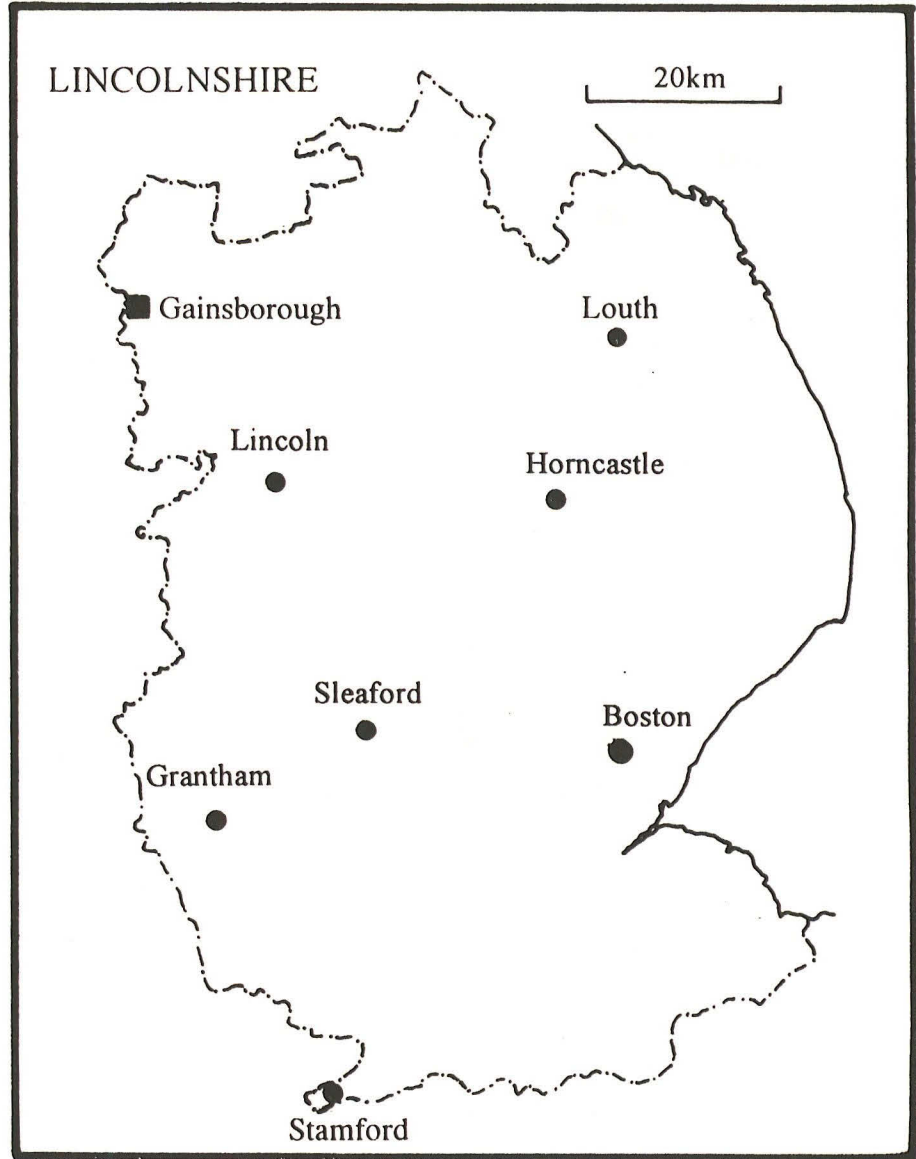 LINCOLNSHIRE
20km
Gainsborough
Louth
Lincoln
Horncastle
Sleaford
Boston
Grantham
Stamford